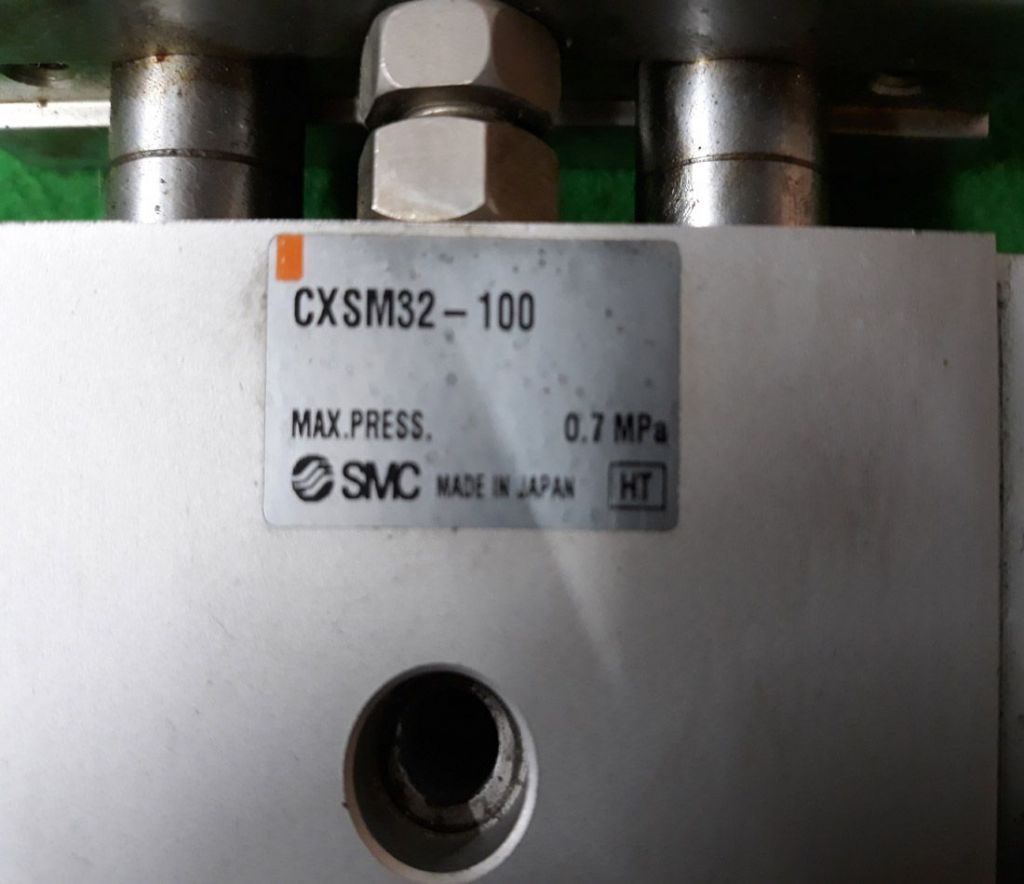 CXSM32-100
MAX.PRESS. 0.7 MPa
SMC MADE IN JAPAN HT